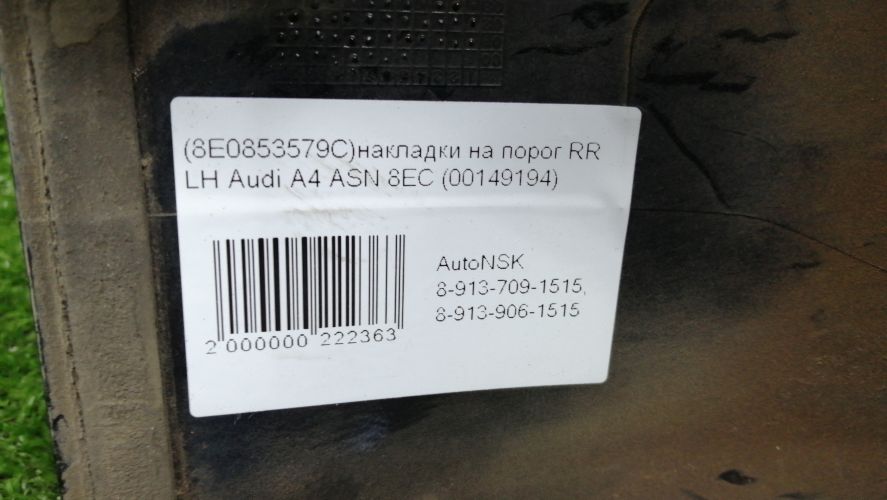 (8E0853579C)накладки на порог RR
LH Audi A4 ASN 8EC (00149194)
AutoNSK
8-913-709-1515,
8-913-906-1515
2 000000 222363